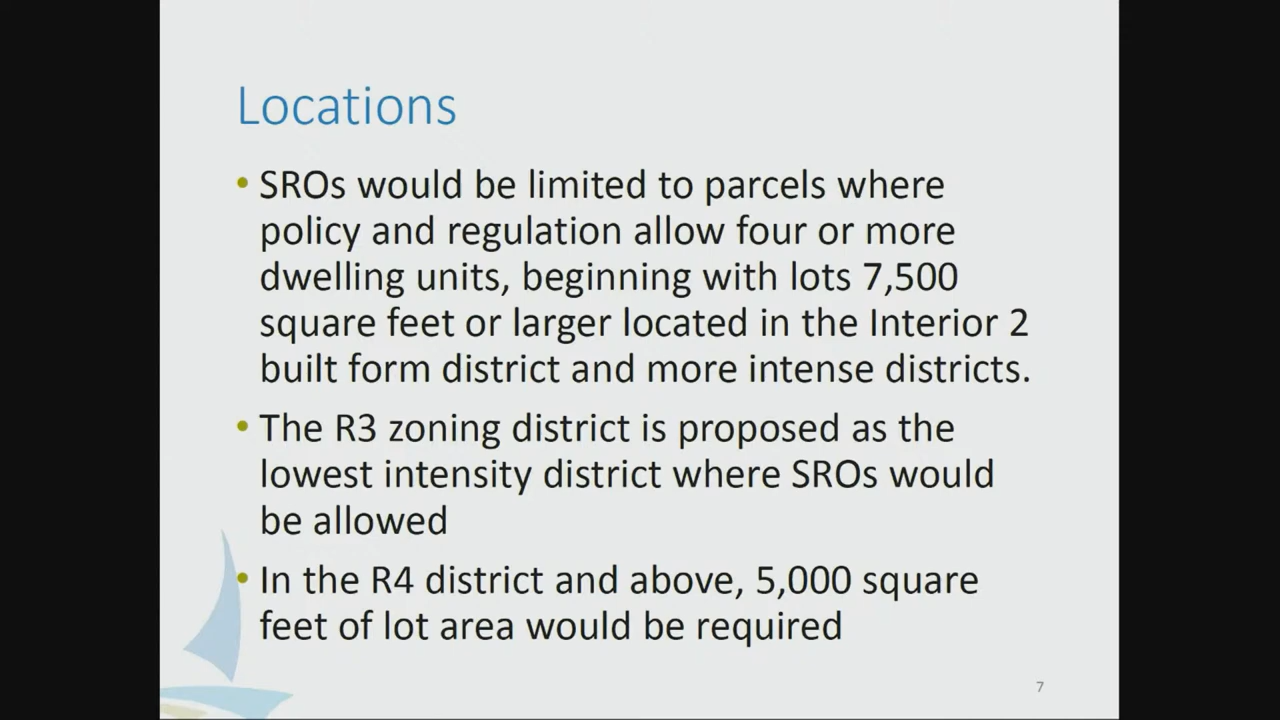 Locations
• SROs would be limited to parcels where
policy and regulation allow four or more
dwelling units, beginning with lots 7,500
square feet or larger located in the Interior 2
built form district and more intense districts.
• The R3 zoning district is proposed as the
lowest intensity district where SROs would
be allowed
• In the R4 district and above, 5,000 square
feet of lot area would be required
7